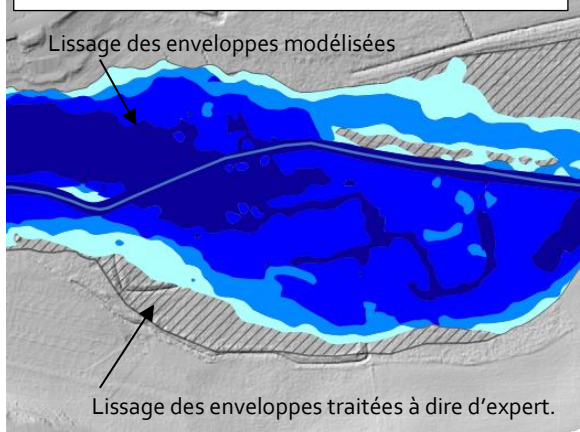 Lissage des enveloppes modélisées
Lissage des enveloppes traitées à dire d’expert.